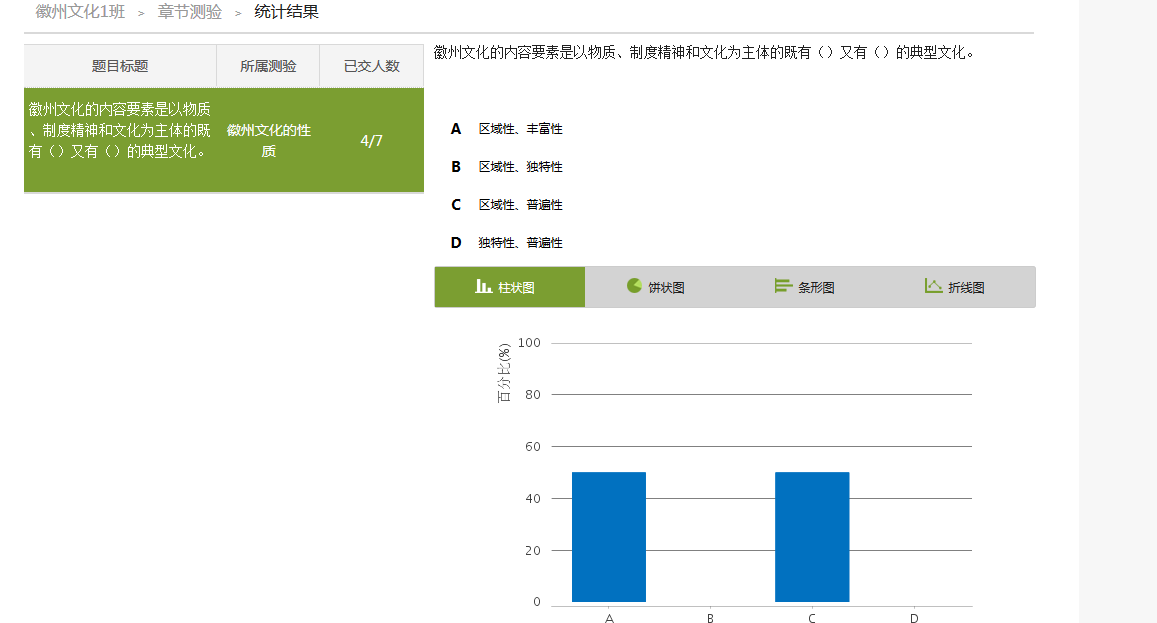 徽州文化1班 > 章节测验 > 统计结果
题目标题 所属测验 已交人数
徽州文化的内容要素是以物质
、制度精神和文化为主体的既
有（）又有（）的典型文化。
徽州文化的性
质
4/7
徽州文化的内容要素是以物质、制度精神和文化为主体的既有（）又有（）的典型文化。
A 区域性、丰富性
B 区域性、独特性
C 区域性、普遍性
D 独特性、普遍性
柱状图 饼状图 条形图 折线图
百分比(%)
100
80
60
40
20
0
A B C D